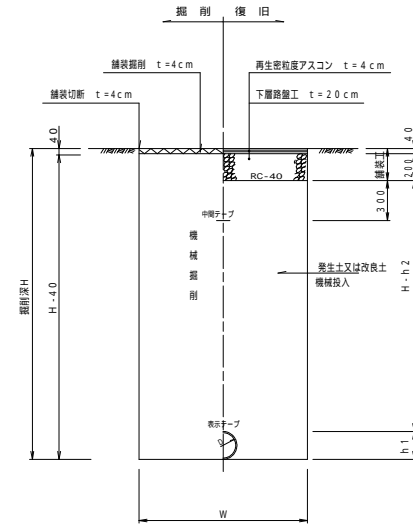 掘 削 復 旧
舗装掘削 t=4cm
再生密粒度アスコン t=4cm
舗装切断 t=4cm
下層路盤工 t=20cm
40
40
舗装工
200
RC-40
300
中間テープ
機械掘削
発生土又は改良土
機械投入
掘削深H
H-40
H-h2
表示テープ
D
h1
W